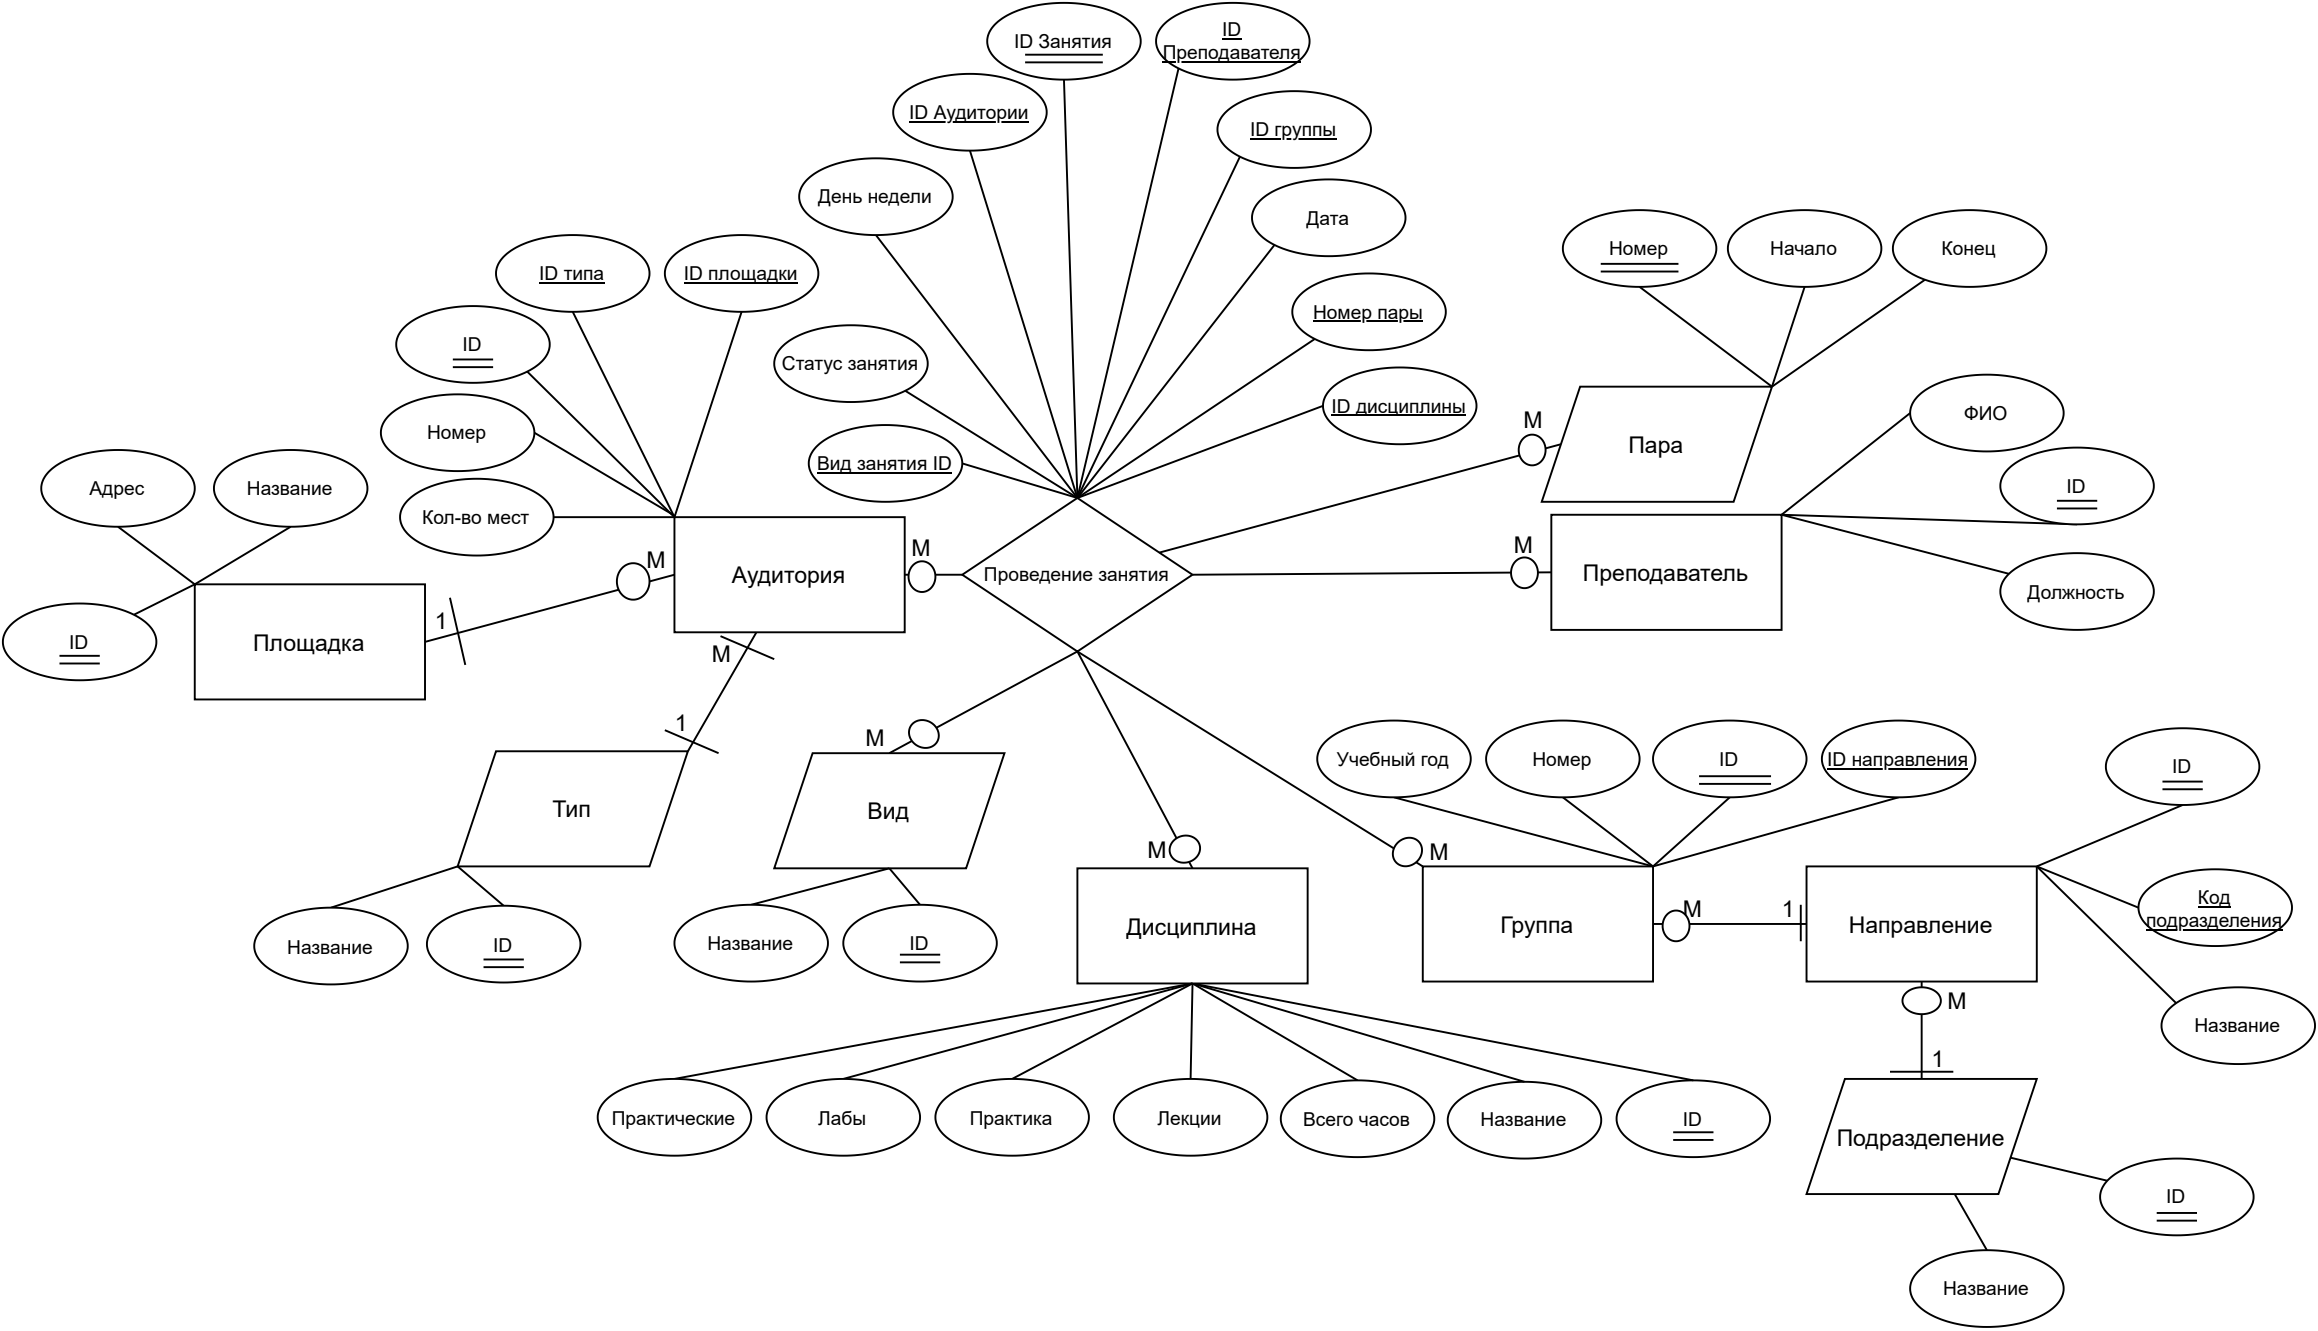 ID Занятия
ID
Преподавателя
ID Аудитории
ID группы
День недели
Дата
Номер
Начало
Конец
ID типа
ID площадки
Номер пары
ID
Статус занятия
ID дисциплины
ФИО
М
Номер
Пара
Вид занятия ID
Адрес
Название
ID
Кол-во мест
М
М
М
Аудитория
Проведение занятия
Преподаватель
Должность
1
ID
Площадка
М
1
М
Учебный год
Номер
ID
ID направления
ID
Тип
Вид
М
М
Код
подразделения
М
1
Дисциплина
Группа
Направление
Название
ID
Название
ID
М
Название
1
Практические
Лабы
Практика
Лекции
Всего часов
Название
ID
Подразделение
ID
Название